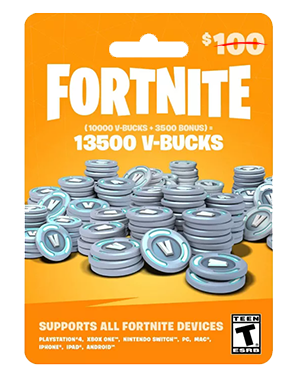 $100
FORTNITE
(10000 V-BUCKS + 3500 BONUS) =
13500 V-BUCKS
SUPPORTS ALL FORTNITE DEVICES
PLAYSTATION®4, XBOX ONE™, NINTENDO SWITCH™, PC, MAC®,
IPHONE®, IPAD®, ANDROID™
TEEN
T
ESRB